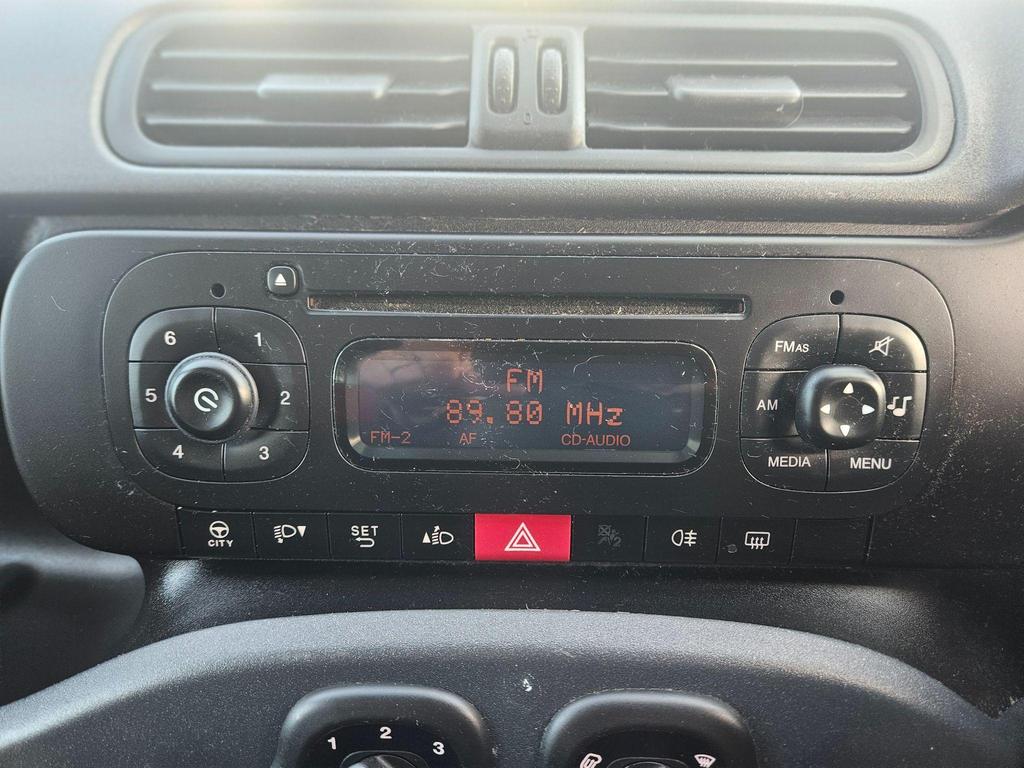 6
1
5
2
4
3
FM
89.80 MHz
FM-2 AF CD-AUDIO
FMAS
AM
MEDIA
MENU
CITY
SET
1 2 3